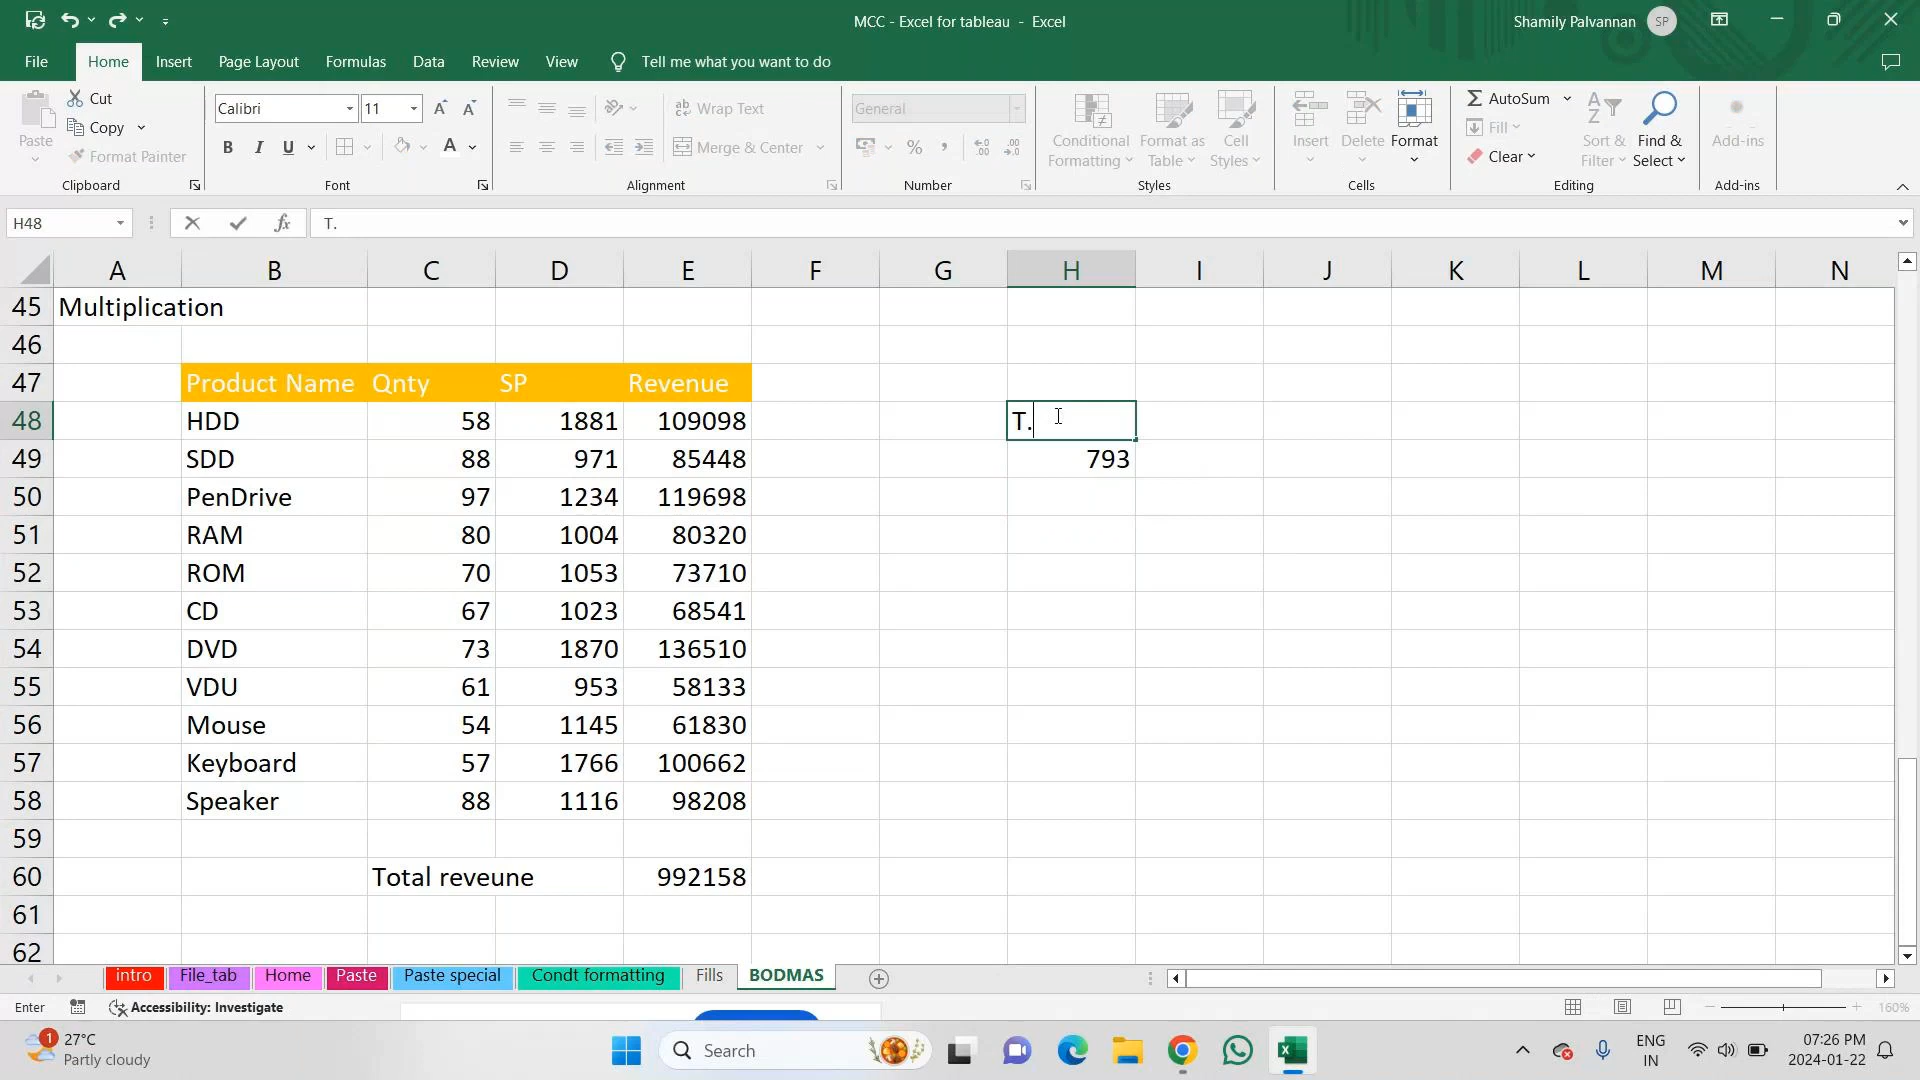 MCC - Excel for tableau - Excel
Shamily Palvannan SP
File Home Insert Page Layout Formulas Data Review View Tell me what you want to do
Paste
Cut
Copy
Format Painter
Clipboard
Calibri 11
B I U A
Font
ab Wrap Text
Merge & Center
Alignment
General
% ,
Number
Conditional Formatting
Format as Table
Cell Styles
Styles
Insert Delete Format
Cells
AutoSum
Fill
Clear
Sort & Filter
Find & Select
Editing
Add-ins
Add-ins
H48 fx T.
A B C D E F G H I J K L M N
45 Multiplication
46
47 Product Name Qnty SP Revenue
48 HDD 58 1881 109098 T.
49 SDD 88 971 85448 793
50 PenDrive 97 1234 119698
51 RAM 80 1004 80320
52 ROM 70 1053 73710
53 CD 67 1023 68541
54 DVD 73 1870 136510
55 VDU 61 953 58133
56 Mouse 54 1145 61830
57 Keyboard 57 1766 100662
58 Speaker 88 1116 98208
59
60 Total reveune 992158
61
62
intro File_tab Home Paste Paste special Condt formatting Fills BODMAS
Enter Accessibility: Investigate 160%
1 27°C
Partly cloudy
Search
ENG
IN
07:26 PM
2024-01-22